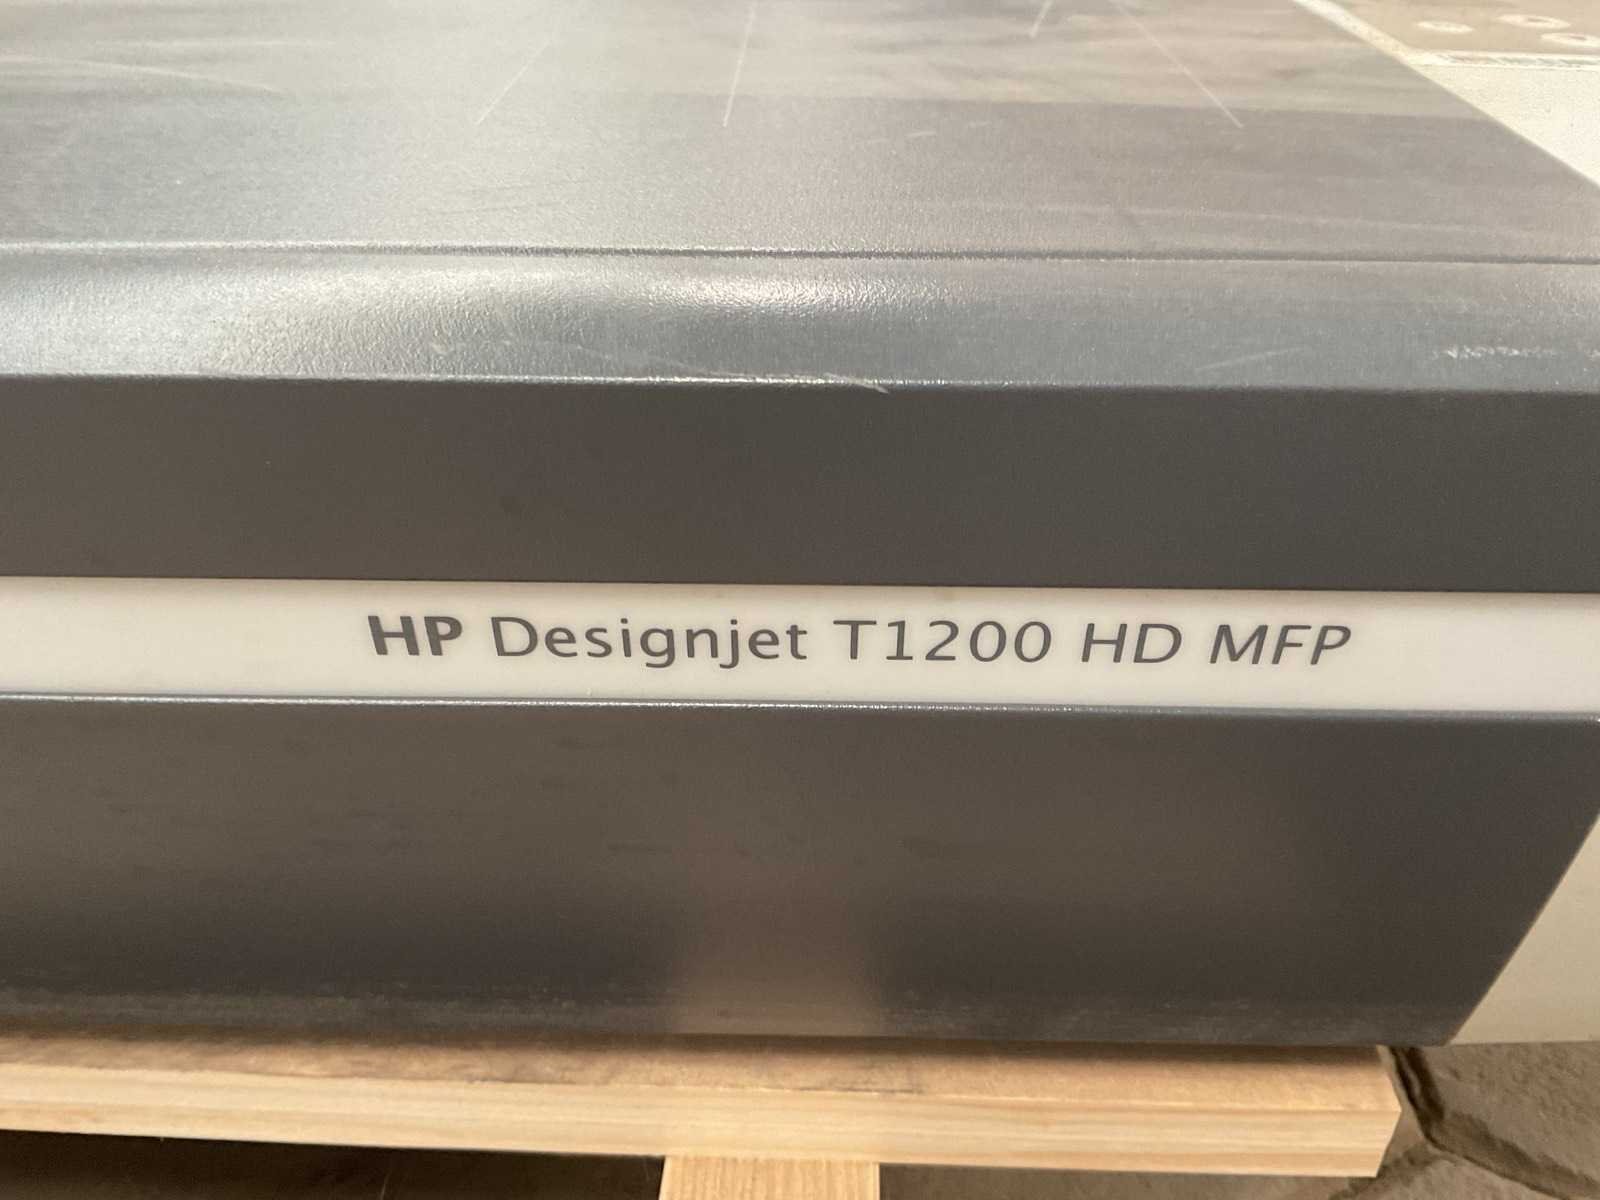 HP Designjet T1200 HD MFP